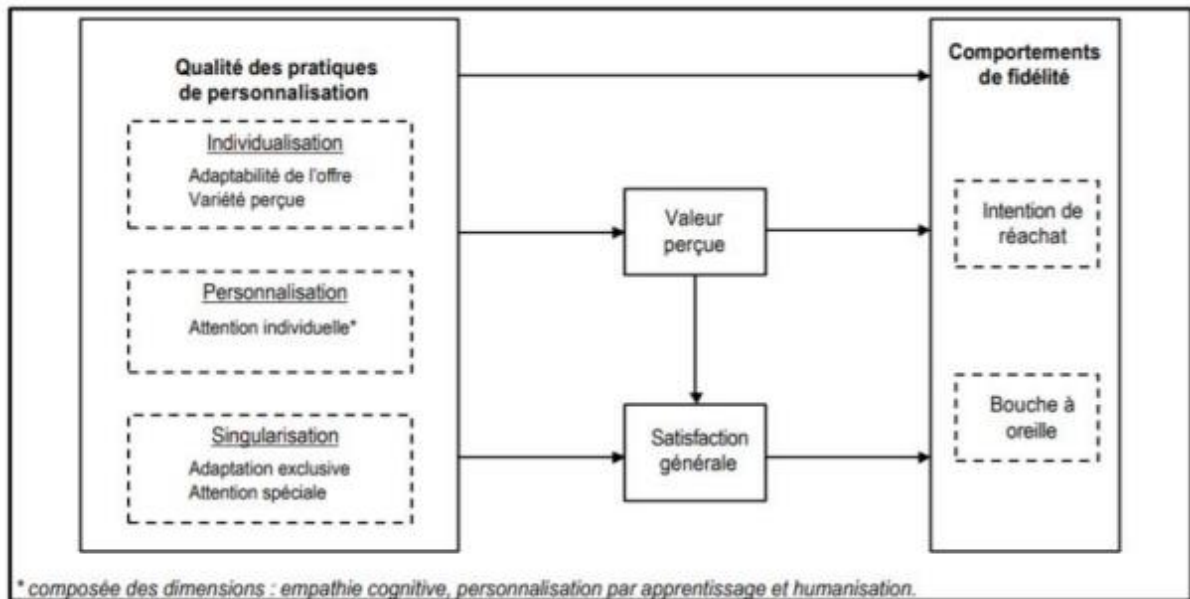 Qualité des pratiques
de personnalisation
Individualisation
Adaptabilité de l'offre
Variété perçue
Personnalisation
Attention individuelle*
Singularisation
Adaptation exclusive
Attention spéciale
Valeur
perçue
Satisfaction
générale
Comportements
de fidélité
Intention de
réachat
Bouche à
oreille
* composée des dimensions : empathie cognitive, personnalisation par apprentissage et humanisation.